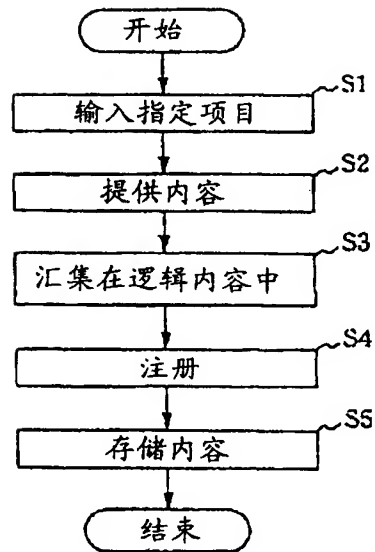 开始
S1
输入指定项目
S2
提供内容
S3
汇集在逻辑内容中
S4
注册
S5
存储内容
结束